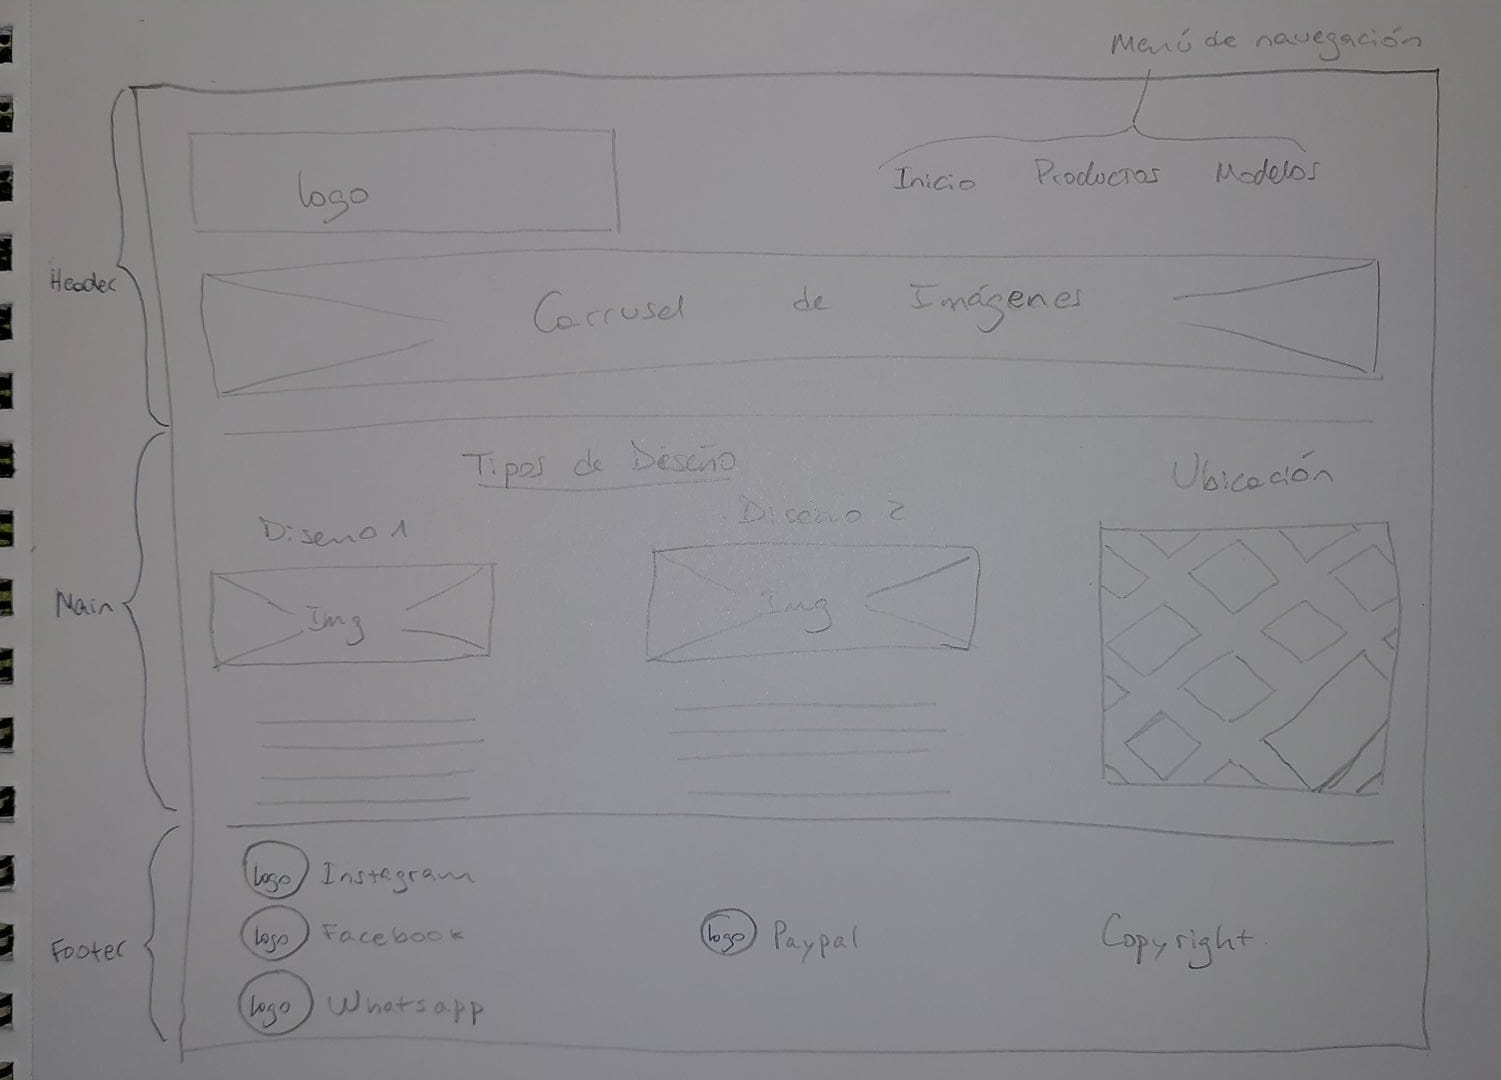 Menú de navegación
logo
Inicio Productos Modelos
Header
Carrusel de Imágenes
Tipos de Diseño
Ubicación
Diseno 1
Diseno 2
Img
Img
Main
logo Instagram
logo Facebook
logo Paypal
Copyright
Footer
logo Whatsapp